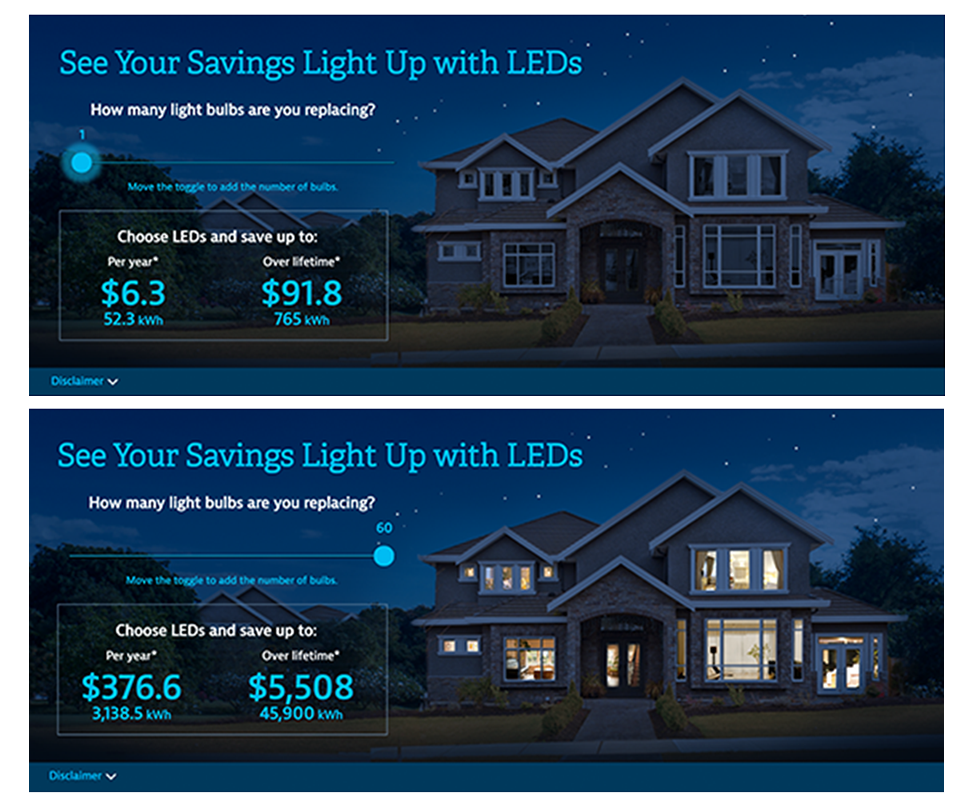 See Your Savings Light Up with LEDs
How many light bulbs are you replacing?
1
Move the toggle to add the number of bulbs.
Choose LEDs and save up to:
Per year* Over lifetime*
$6.3 $91.8
52.3 kWh 765 kWh
Disclaimer
See Your Savings Light Up with LEDs
How many light bulbs are you replacing?
60
Move the toggle to add the number of bulbs.
Choose LEDs and save up to:
Per year* Over lifetime*
$376.6 $5,508
3,138.5 kWh 45,900 kWh
Disclaimer